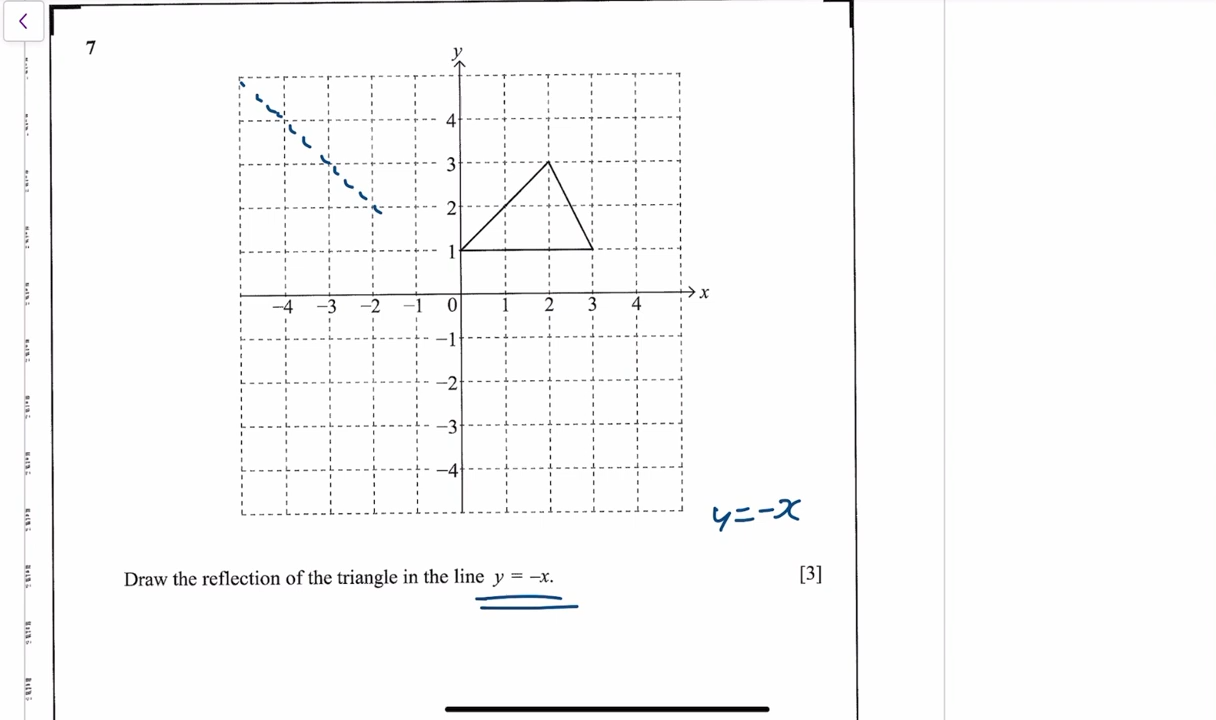 7
y
4
3
2
1
x
−4 −3 −2 −1 0 1 2 3 4
−1
−2
−3
−4
y=-x
Draw the reflection of the triangle in the line y = −x. [3]